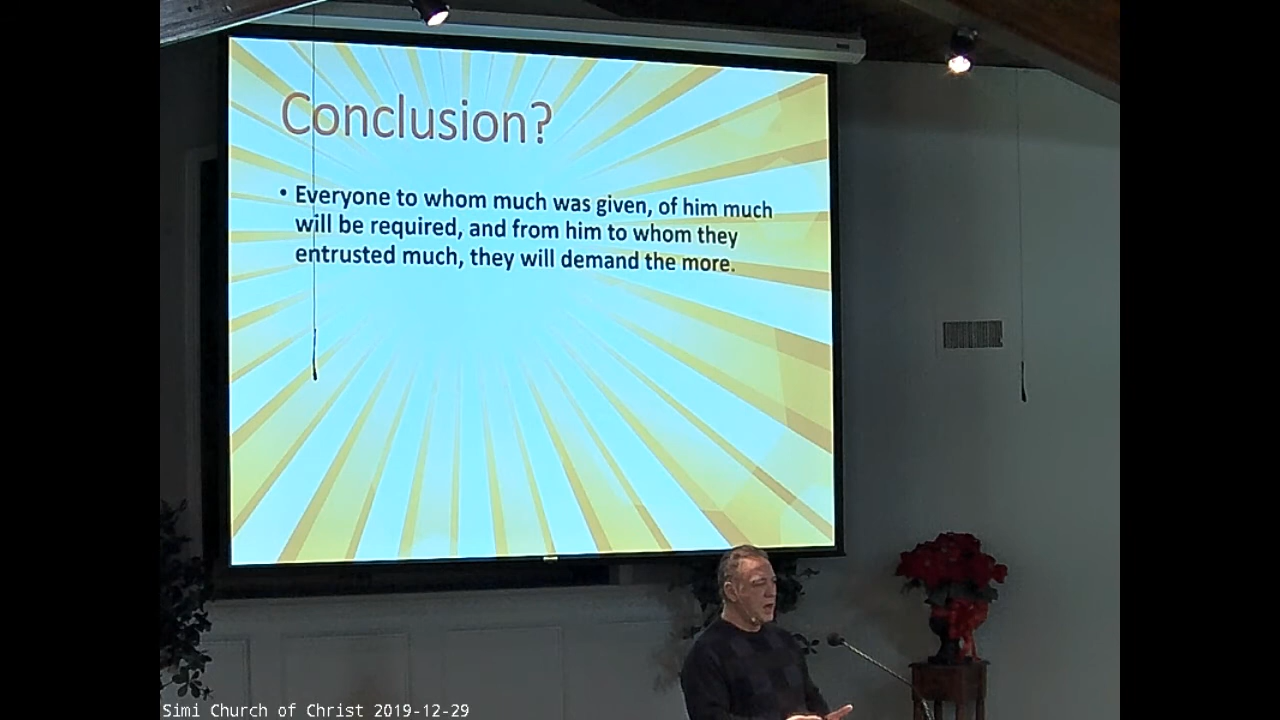 Conclusion?
• Everyone to whom much was given, of him much
will be required, and from him to whom they
entrusted much, they will demand the more.
Simi Church of Christ 2019-12-29